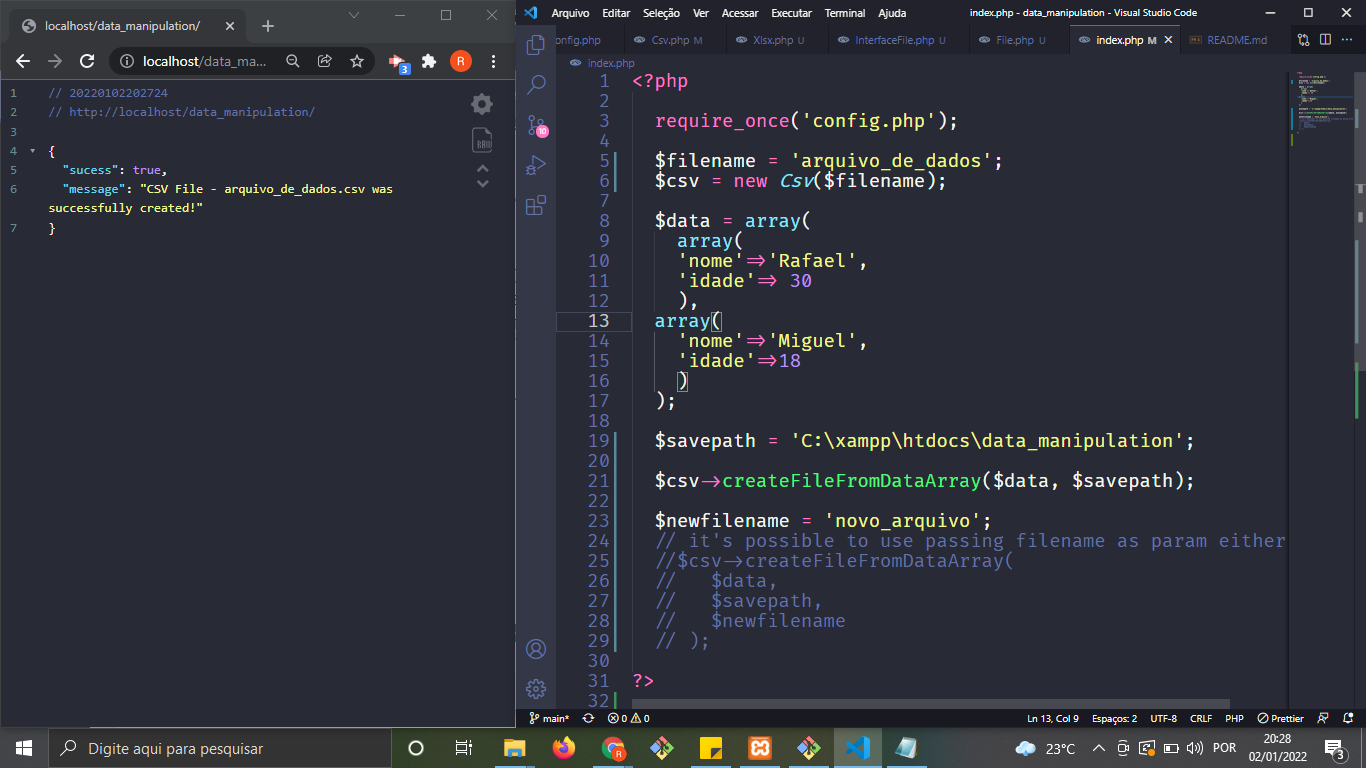 localhost/data_manipulation/
localhost/data_ma...
R
3
1 // 20220102202724
2 // http://localhost/data_manipulation/
3
4 {
5 "sucess": true,
6 "message": "CSV File - arquivo_de_dados.csv was
successfully created!"
7 }
RAW
Arquivo Editar Seleção Ver Acessar Executar Terminal Ajuda
index.php - data_manipulation - Visual Studio Code
onfig.php Csv.php M Xlsx.php U InterfaceFile.php U File.php U index.php M README.md
index.php
10
1 <?php
2
3 require_once('config.php');
4
5 $filename = 'arquivo_de_dados';
6 $csv = new Csv($filename);
7
8 $data = array(
9 array(
10 'nome'=>'Rafael',
11 'idade'=> 30
12 ),
13 array(
14 'nome'=>'Miguel',
15 'idade'=>18
16 )
17 );
18
19 $savepath = 'C:\xampp\htdocs\data_manipulation';
20
21 $csv->createFileFromDataArray($data, $savepath);
22
23 $newfilename = 'novo_arquivo';
24 // it's possible to use passing filename as param either
25 //$csv->createFileFromDataArray(
26 // $data,
27 // $savepath,
28 // $newfilename
29 // );
30
31 ?>
32
main* 0 0 Ln 13, Col 9 Espaços: 2 UTF-8 CRLF PHP Prettier
Digite aqui para pesquisar
R
23°C
POR
20:28
02/01/2022
3